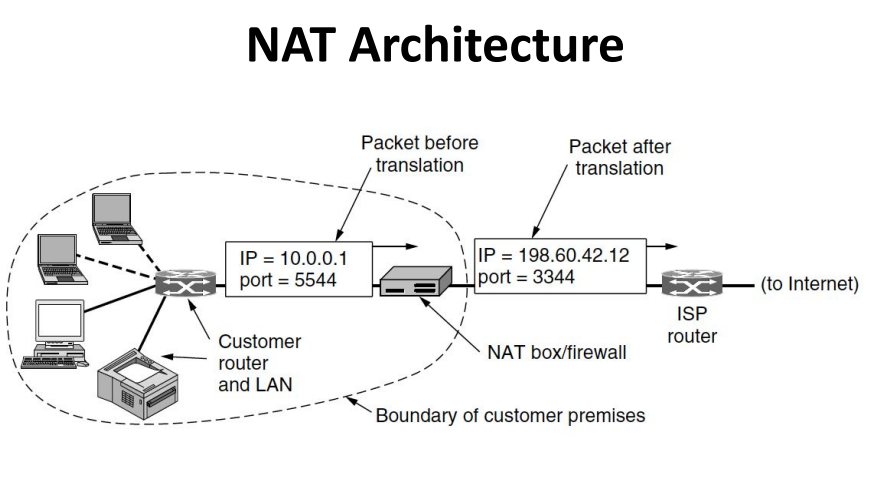 NAT Architecture
Packet before
translation
Packet after
translation
IP = 10.0.0.1
port = 5544
IP = 198.60.42.12
port = 3344
(to Internet)
ISP
router
Customer
router
and LAN
NAT box/firewall
Boundary of customer premises